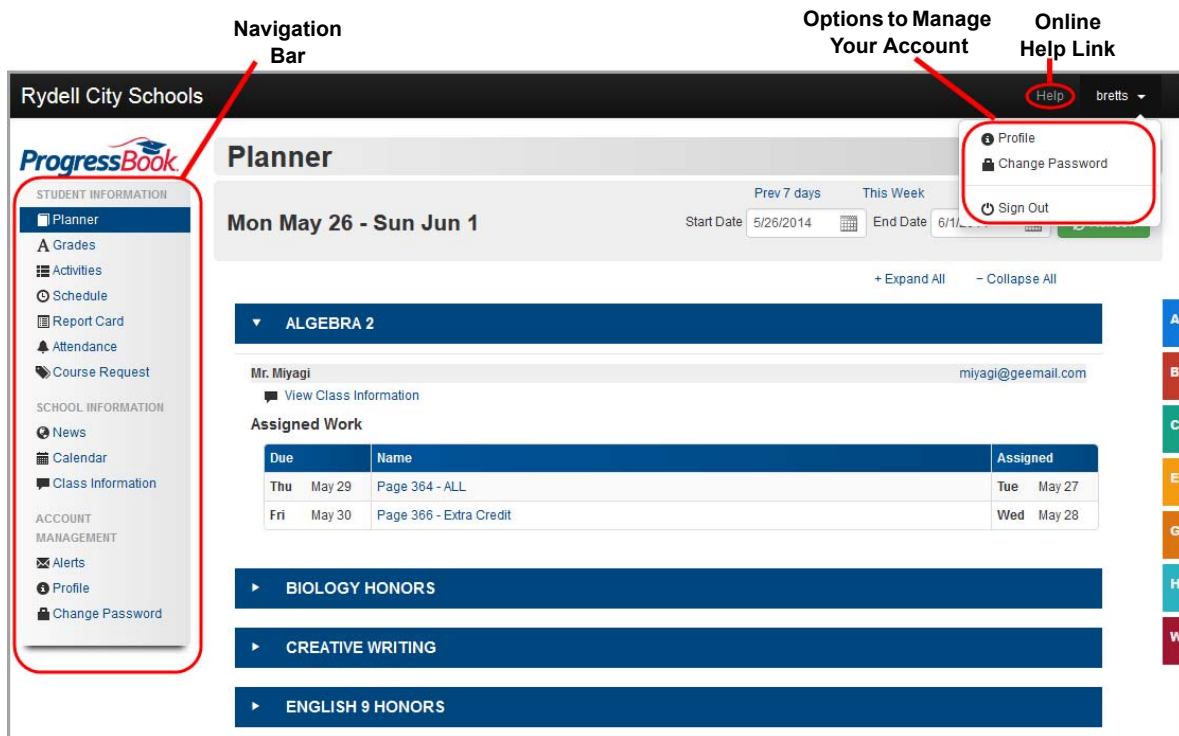 Navigation
Bar
Options to Manage
Your Account
Online
Help Link
Rydell City Schools
Help bretts
Profile
Change Password
Sign Out
ProgressBook.
STUDENT INFORMATION
Planner
Grades
Activities
Schedule
Report Card
Attendance
Course Request
SCHOOL INFORMATION
News
Calendar
Class Information
ACCOUNT
MANAGEMENT
Alerts
Profile
Change Password
Planner
Prev 7 days This Week
Mon May 26 - Sun Jun 1
Start Date 5/26/2014 End Date
+ Expand All − Collapse All
ALGEBRA 2
Mr. Miyagi miyagi@geemail.com
View Class Information
Assigned Work
Due Name Assigned
Thu May 29 Page 364 - ALL Tue May 27
Fri May 30 Page 366 - Extra Credit Wed May 28
BIOLOGY HONORS
CREATIVE WRITING
ENGLISH 9 HONORS
A
B
C
E
G
H
W